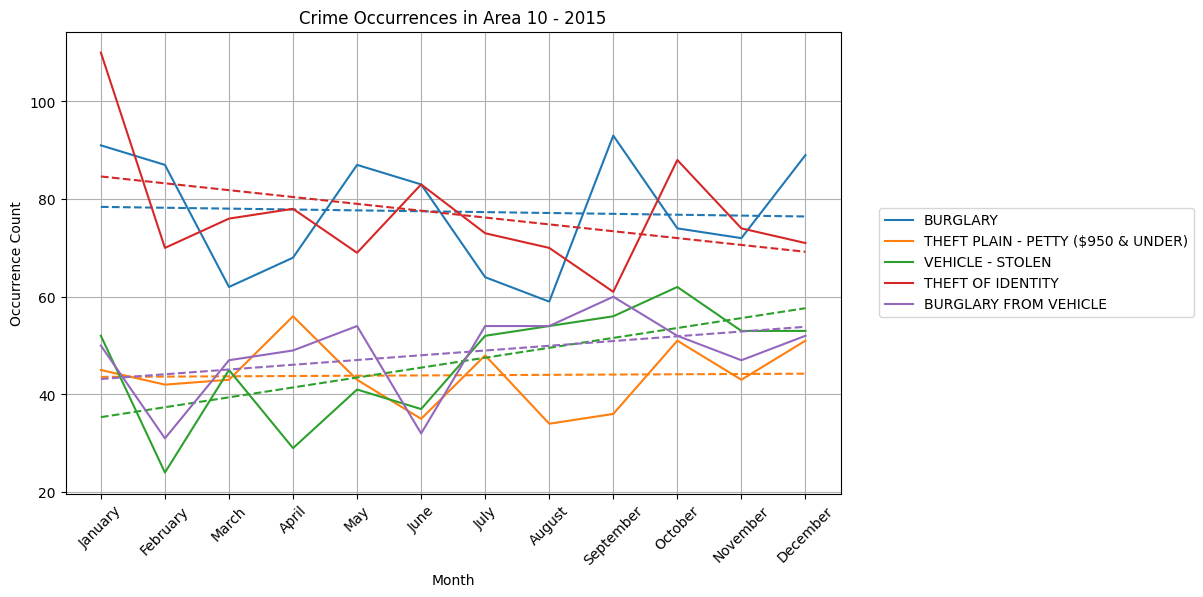 Crime Occurrences in Area 10 - 2015
Occurrence Count
100
80
60
40
20
January
February
March
April
May
June
July
August
September
October
November
December
Month
BURGLARY
THEFT PLAIN - PETTY ($950 & UNDER)
VEHICLE - STOLEN
THEFT OF IDENTITY
BURGLARY FROM VEHICLE